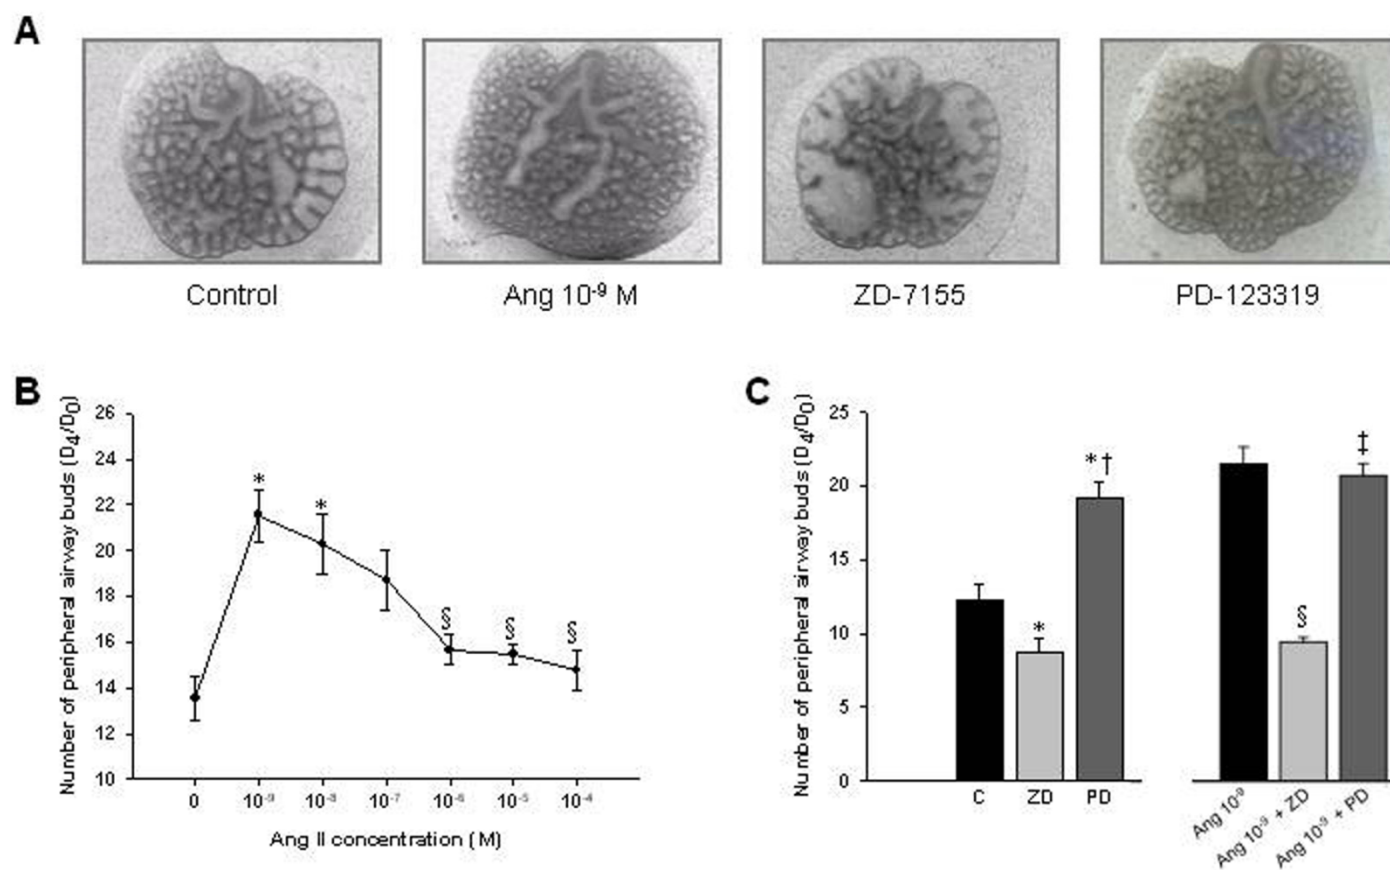 A
Control
Ang 10⁻⁹ M
ZD-7155
PD-123319
B
Number of peripheral airway buds (D₄/D₀)
26
24
22
20
18
16
14
12
10
*
*
§
§
§
0
10⁻⁹
10⁻⁸
10⁻⁷
10⁻⁶
10⁻⁵
10⁻⁴
Ang II concentration (M)
C
Number of peripheral airway buds (D₄/D₀)
25
20
15
10
5
0
*
*†
§
‡
C
ZD
PD
Ang 10⁻⁹
Ang 10⁻⁹ + ZD
Ang 10⁻⁹ + PD